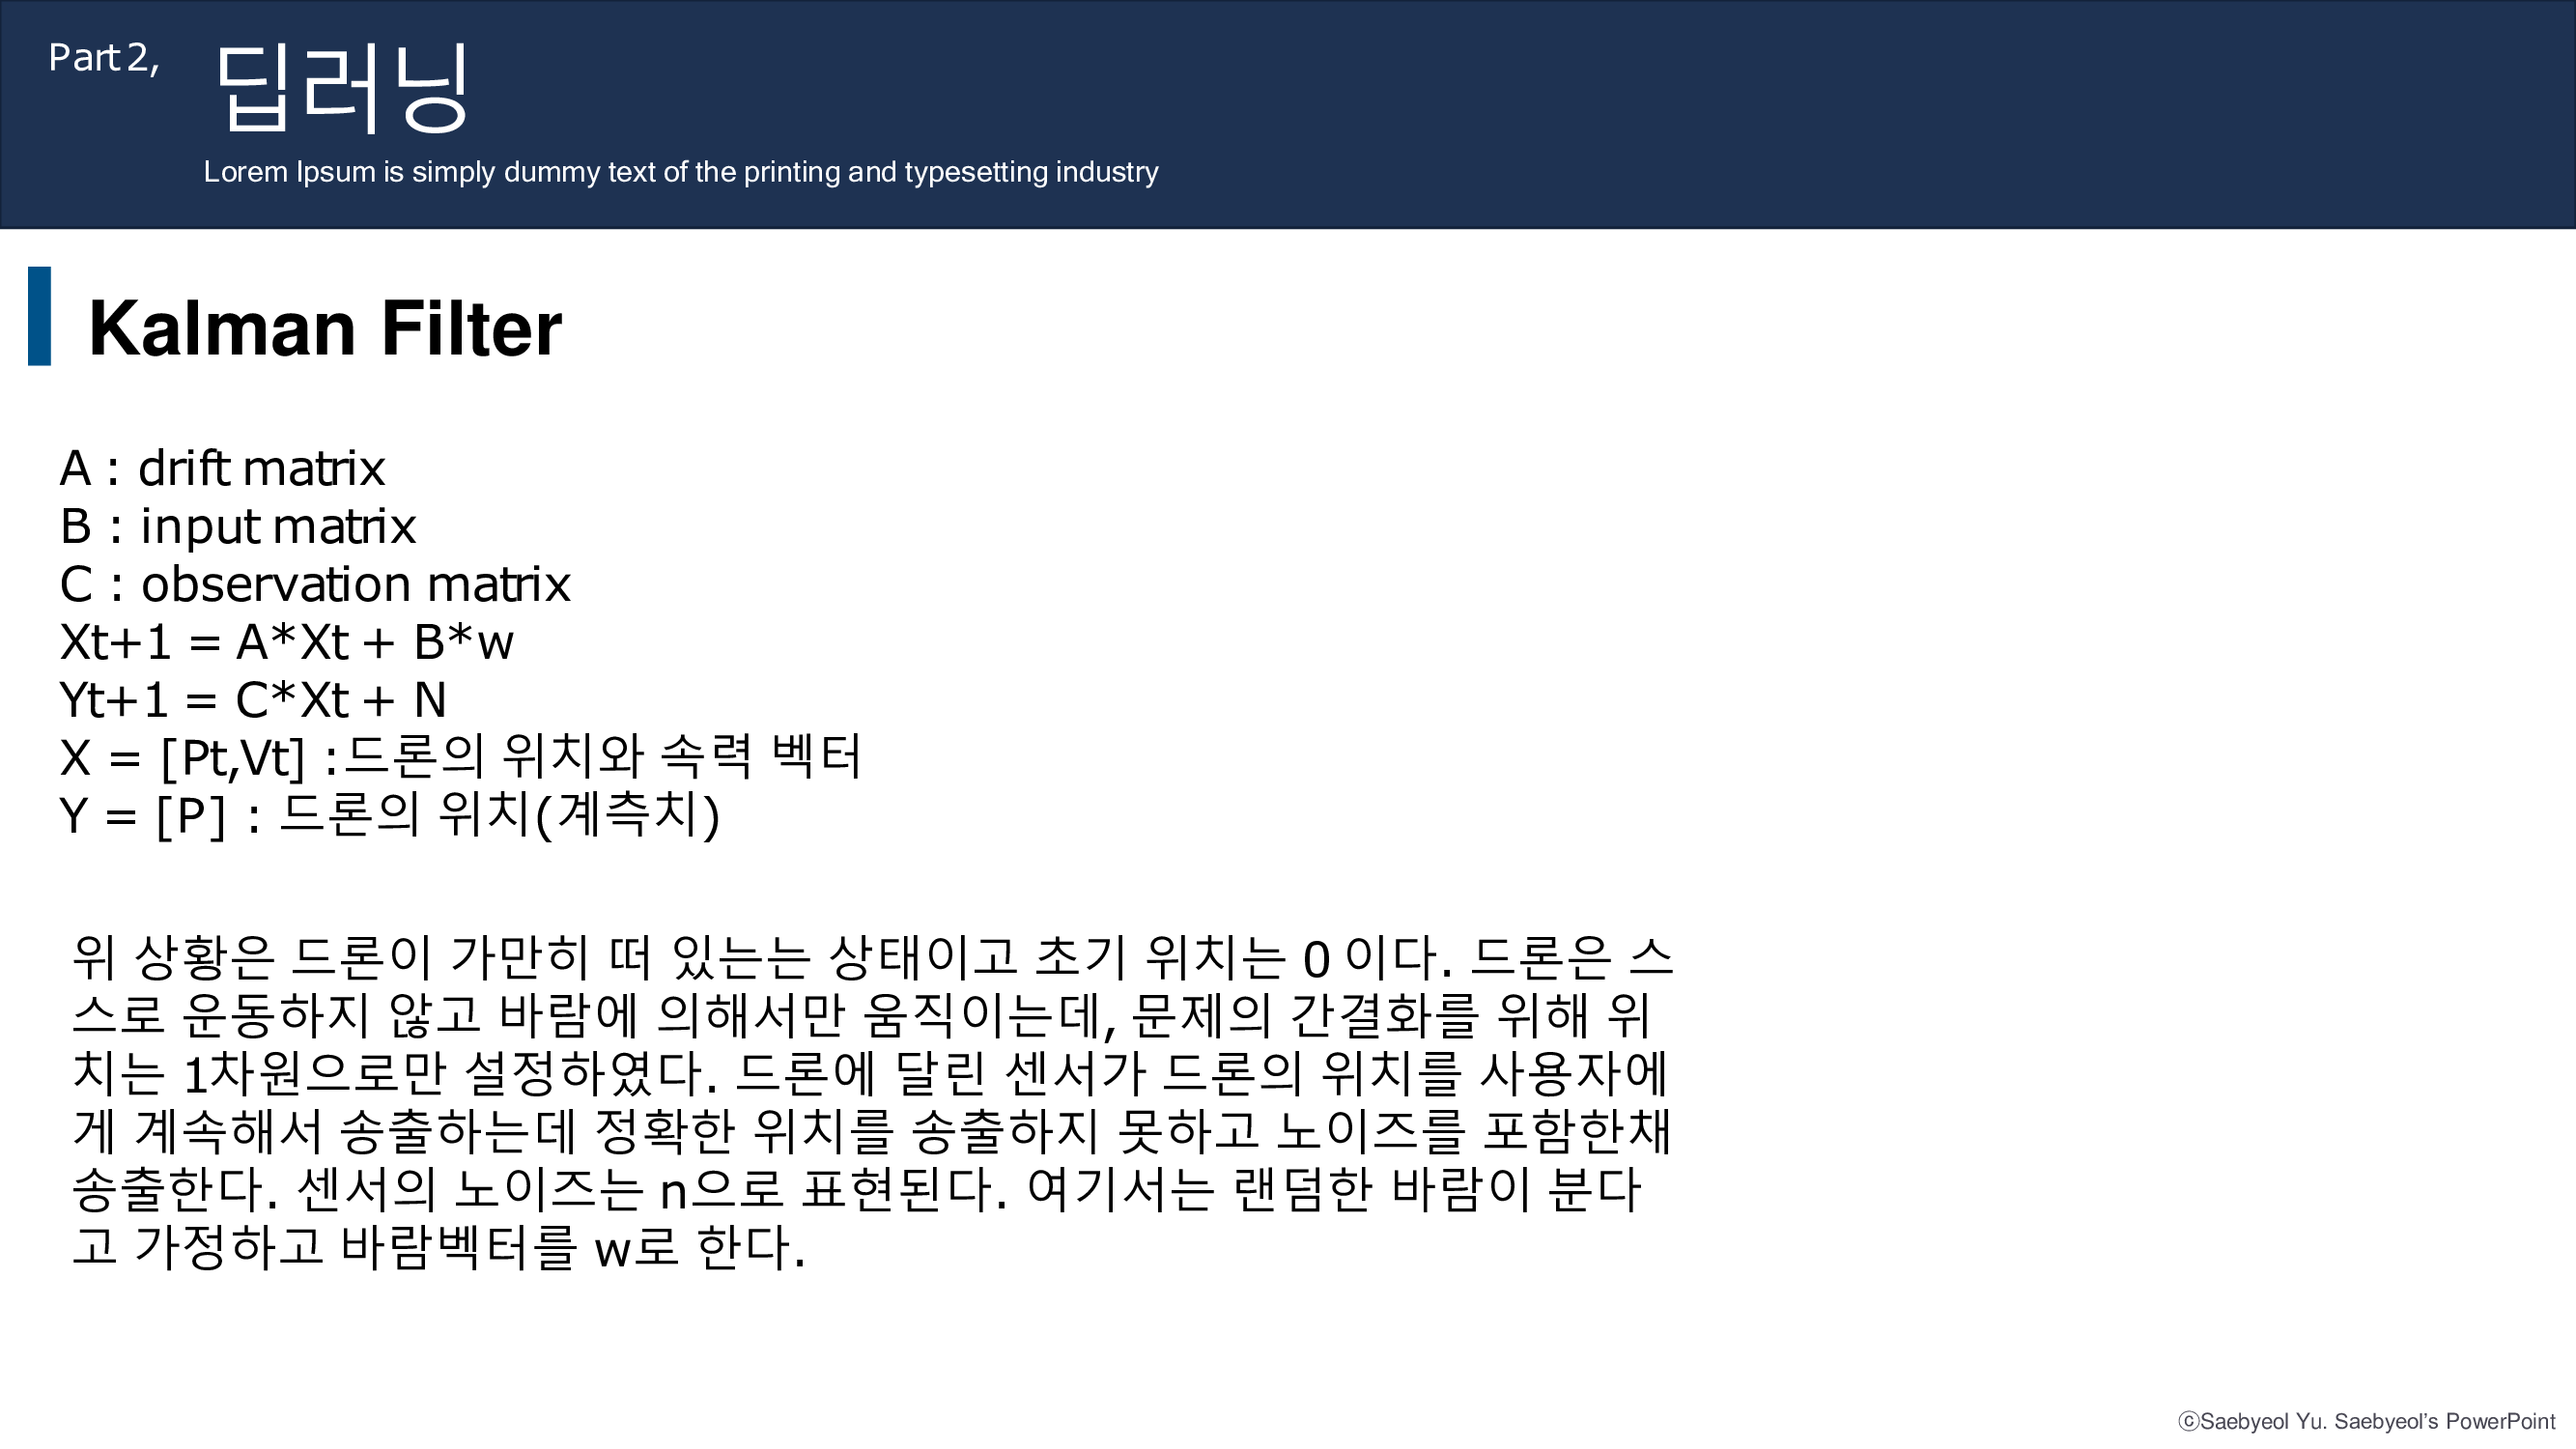 Part 2,
딥러닝
Lorem Ipsum is simply dummy text of the printing and typesetting industry
Kalman Filter
A : drift matrix
B : input matrix
C : observation matrix
Xt+1 = A*Xt + B*w
Yt+1 = C*Xt + N
X = [Pt,Vt] :드론의 위치와 속력 벡터
Y = [P] : 드론의 위치(계측치)
위 상황은 드론이 가만히 떠 있는는 상태이고 초기 위치는 0 이다. 드론은 스
스로 운동하지 않고 바람에 의해서만 움직이는데, 문제의 간결화를 위해 위
치는 1차원으로만 설정하였다. 드론에 달린 센서가 드론의 위치를 사용자에
게 계속해서 송출하는데 정확한 위치를 송출하지 못하고 노이즈를 포함한채
송출한다. 센서의 노이즈는 n으로 표현된다. 여기서는 랜덤한 바람이 분다
고 가정하고 바람벡터를 w로 한다.
ⓒSaebyeol Yu. Saebyeol’s PowerPoint